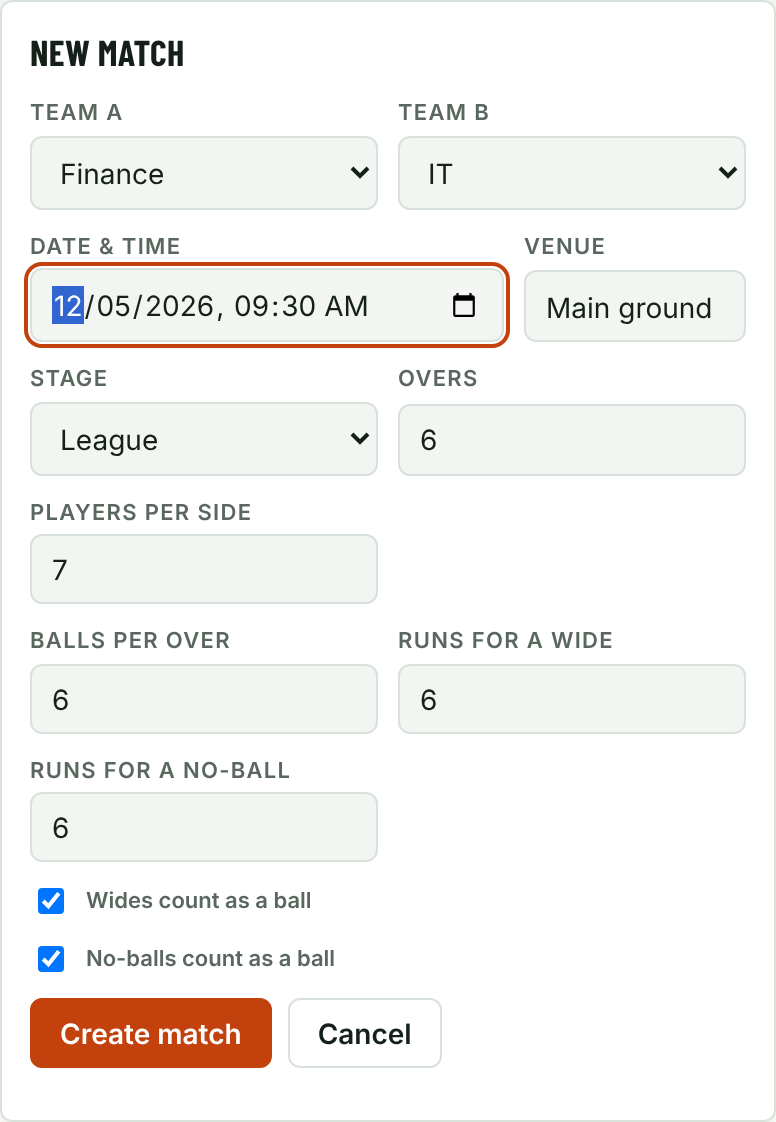 NEW MATCH
TEAM A TEAM B
Finance IT
DATE & TIME VENUE
12/05/2026, 09:30 AM Main ground
STAGE OVERS
League 6
PLAYERS PER SIDE
7
BALLS PER OVER RUNS FOR A WIDE
6 6
RUNS FOR A NO-BALL
6
Wides count as a ball
No-balls count as a ball
Create match Cancel